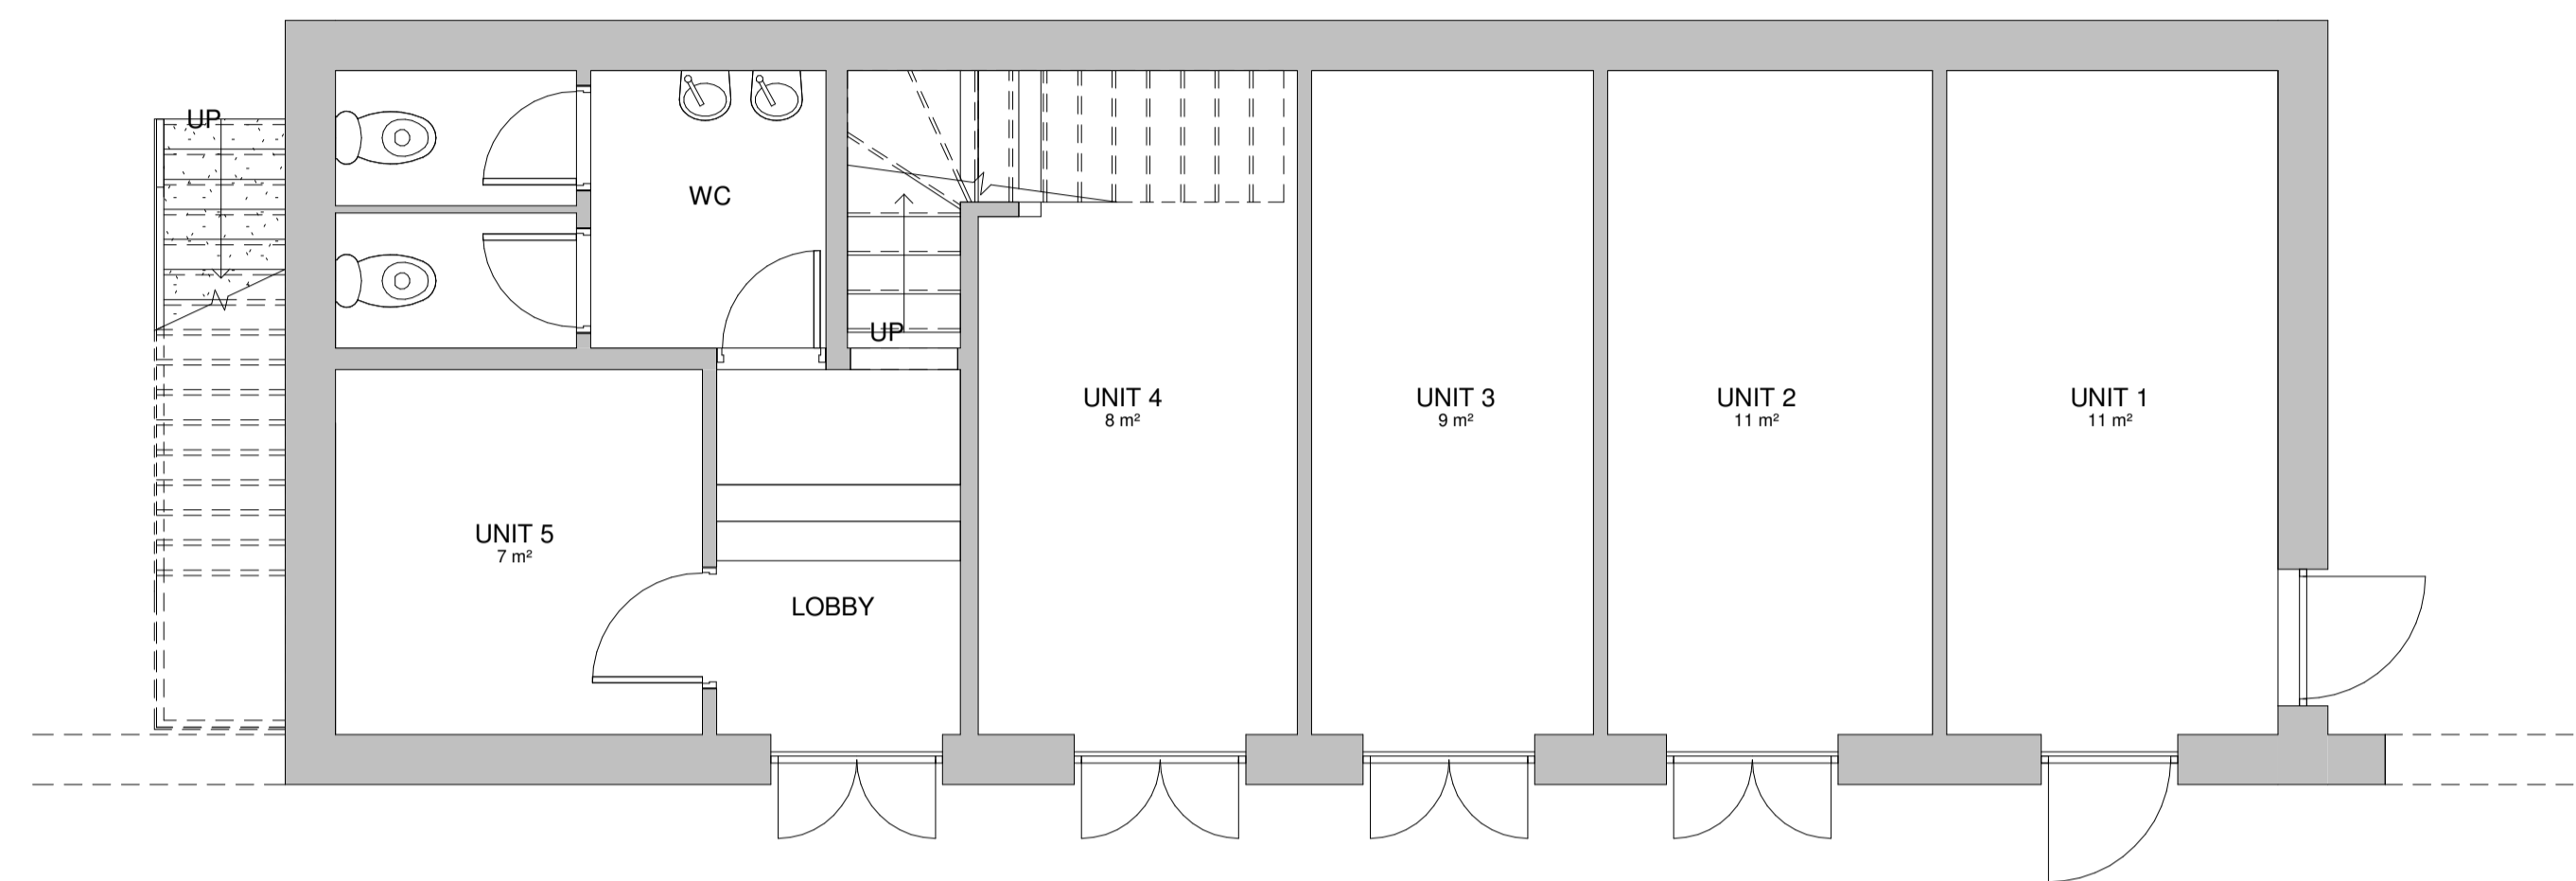 UP
WC
UP
UNIT 4
8 m²
UNIT 3
9 m²
UNIT 2
11 m²
UNIT 1
11 m²
UNIT 5
7 m²
LOBBY